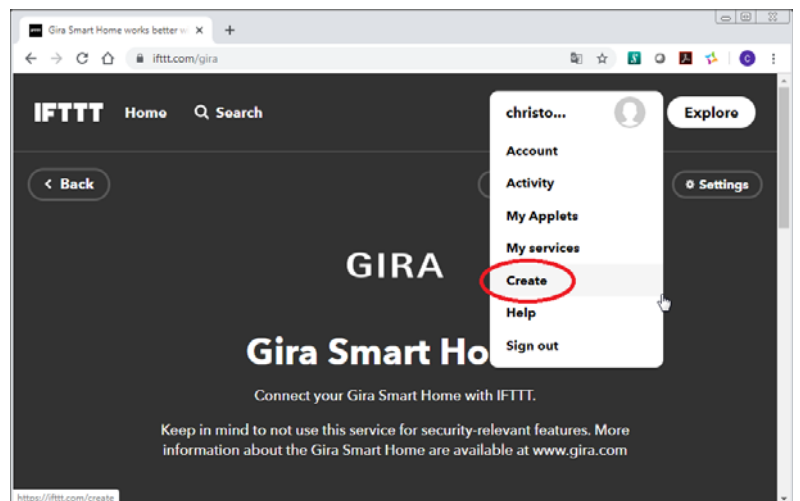 Gira Smart Home works better w
ifttt.com/gira
IFTTT Home Search christo... Explore
Account
Back Activity Settings
My Applets
My services
GIRA
Create
Help
Gira Smart Ho
Sign out
Connect your Gira Smart Home with IFTTT.
Keep in mind to not use this service for security-relevant features. More
information about the Gira Smart Home are available at www.gira.com
https://ifttt.com/create